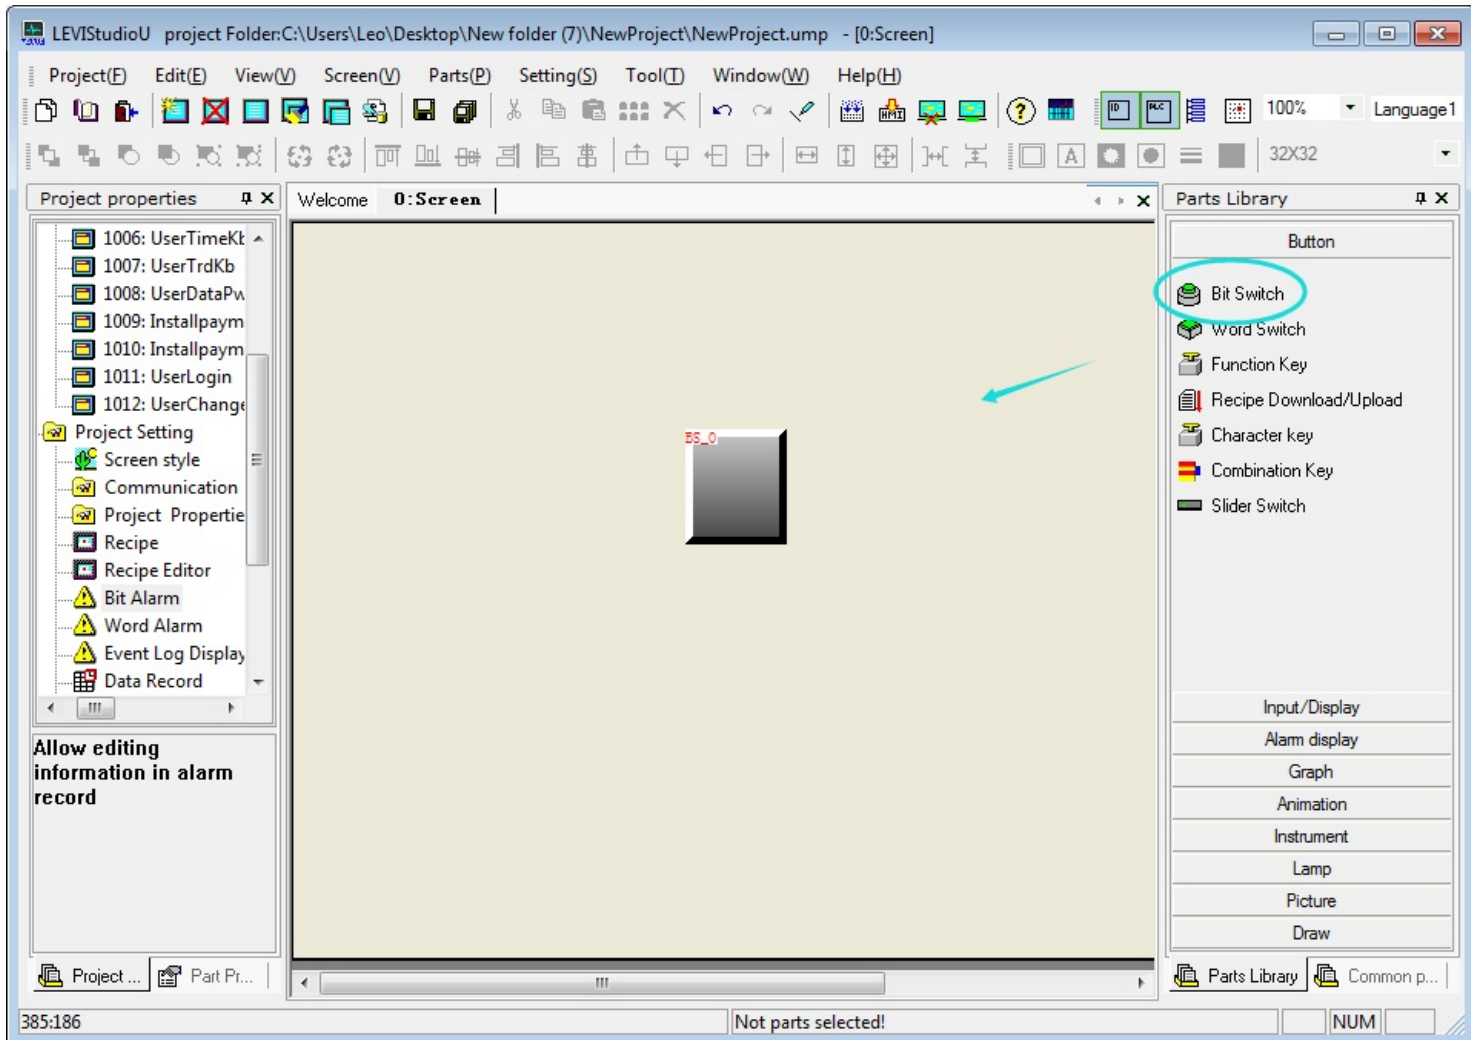 LEVIStudioU project Folder:C:\Users\Leo\Desktop\New folder (7)\NewProject\NewProject.ump - [0:Screen]
Project(F) Edit(E) View(V) Screen(V) Parts(P) Setting(S) Tool(T) Window(W) Help(H)
HMI ID PLC 100% Language1
A 32X32
Project properties
1006: UserTimeKb
1007: UserTrdKb
1008: UserDataPw
1009: Installpaym
1010: Installpaym
1011: UserLogin
1012: UserChange
Project Setting
Screen style
Communication
Project Propertie
Recipe
Recipe Editor
Bit Alarm
Word Alarm
Event Log Display
Data Record
Allow editing
information in alarm
record
Project ... Part Pr...
Welcome 0:Screen
BS_0
Parts Library
Button
Bit Switch
Word Switch
Function Key
Recipe Download/Upload
Character key
Combination Key
Slider Switch
Input/Display
Alarm display
Graph
Animation
Instrument
Lamp
Picture
Draw
Parts Library Common p...
385:186 Not parts selected! NUM